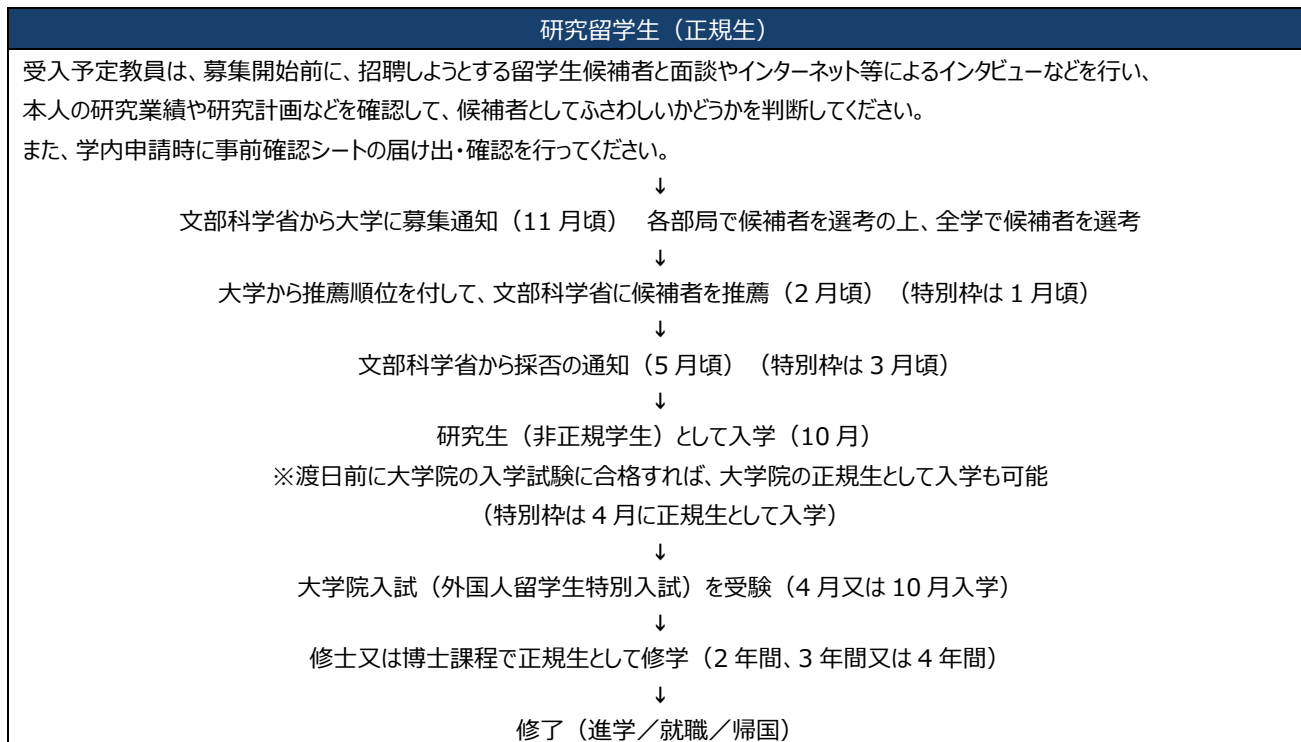 研究留学生（正規生）
受入予定教員は、募集開始前に、招聘しようとする留学生候補者と面談やインターネット等によるインタビューなどを行い、
本人の研究業績や研究計画などを確認して、候補者としてふさわしいかどうかを判断してください。
また、学内申請時に事前確認シートの届け出・確認を行ってください。
↓
文部科学省から大学に募集通知（11 月頃）　各部局で候補者を選考の上、全学で候補者を選考
↓
大学から推薦順位を付して、文部科学省に候補者を推薦（2 月頃）（特別枠は 1 月頃）
↓
文部科学省から採否の通知（5 月頃）（特別枠は 3 月頃）
↓
研究生（非正規学生）として入学（10 月）
※渡日前に大学院の入学試験に合格すれば、大学院の正規生として入学も可能
（特別枠は 4 月に正規生として入学）
↓
大学院入試（外国人留学生特別入試）を受験（4 月又は 10 月入学）
↓
修士又は博士課程で正規生として修学（2 年間、3 年間又は 4 年間）
↓
修了（進学／就職／帰国）